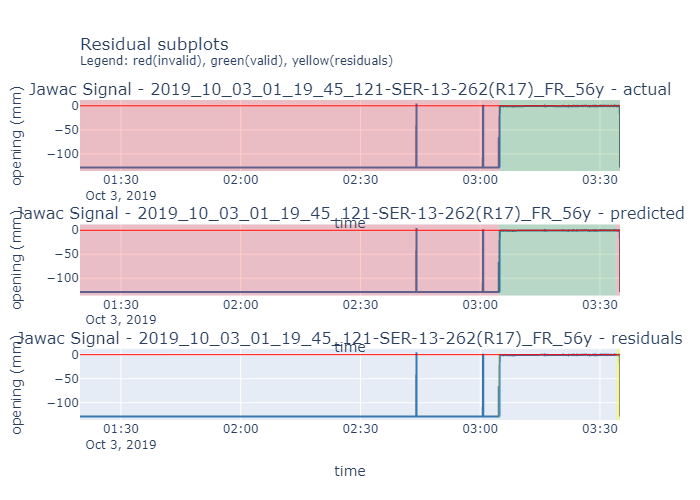 Residual subplots
Legend: red(invalid), green(valid), yellow(residuals)
Jawac Signal - 2019_10_03_01_19_45_121-SER-13-262(R17)_FR_56y - actual
opening (mm)
0
−50
−100
01:30 02:00 02:30 03:00 03:30
Oct 3, 2019
time
Jawac Signal - 2019_10_03_01_19_45_121-SER-13-262(R17)_FR_56y - predicted
opening (mm)
0
−50
−100
01:30 02:00 02:30 03:00 03:30
Oct 3, 2019
time
Jawac Signal - 2019_10_03_01_19_45_121-SER-13-262(R17)_FR_56y - residuals
opening (mm)
0
−50
−100
01:30 02:00 02:30 03:00 03:30
Oct 3, 2019
time